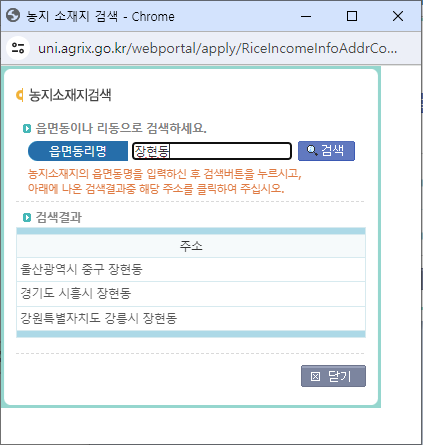 농지 소재지 검색 - Chrome
uni.agrix.go.kr/webportal/apply/RiceIncomeInfoAddrCo...
농지소재지검색
읍면동이나 리동으로 검색하세요.
읍면동리명 장현동 검색
농지소재지의 읍면동명을 입력하신 후 검색버튼을 누르시고,
아래에 나온 검색결과중 해당 주소를 클릭하여 주십시오.
검색결과
주소
울산광역시 중구 장현동
경기도 시흥시 장현동
강원특별자치도 강릉시 장현동
닫기